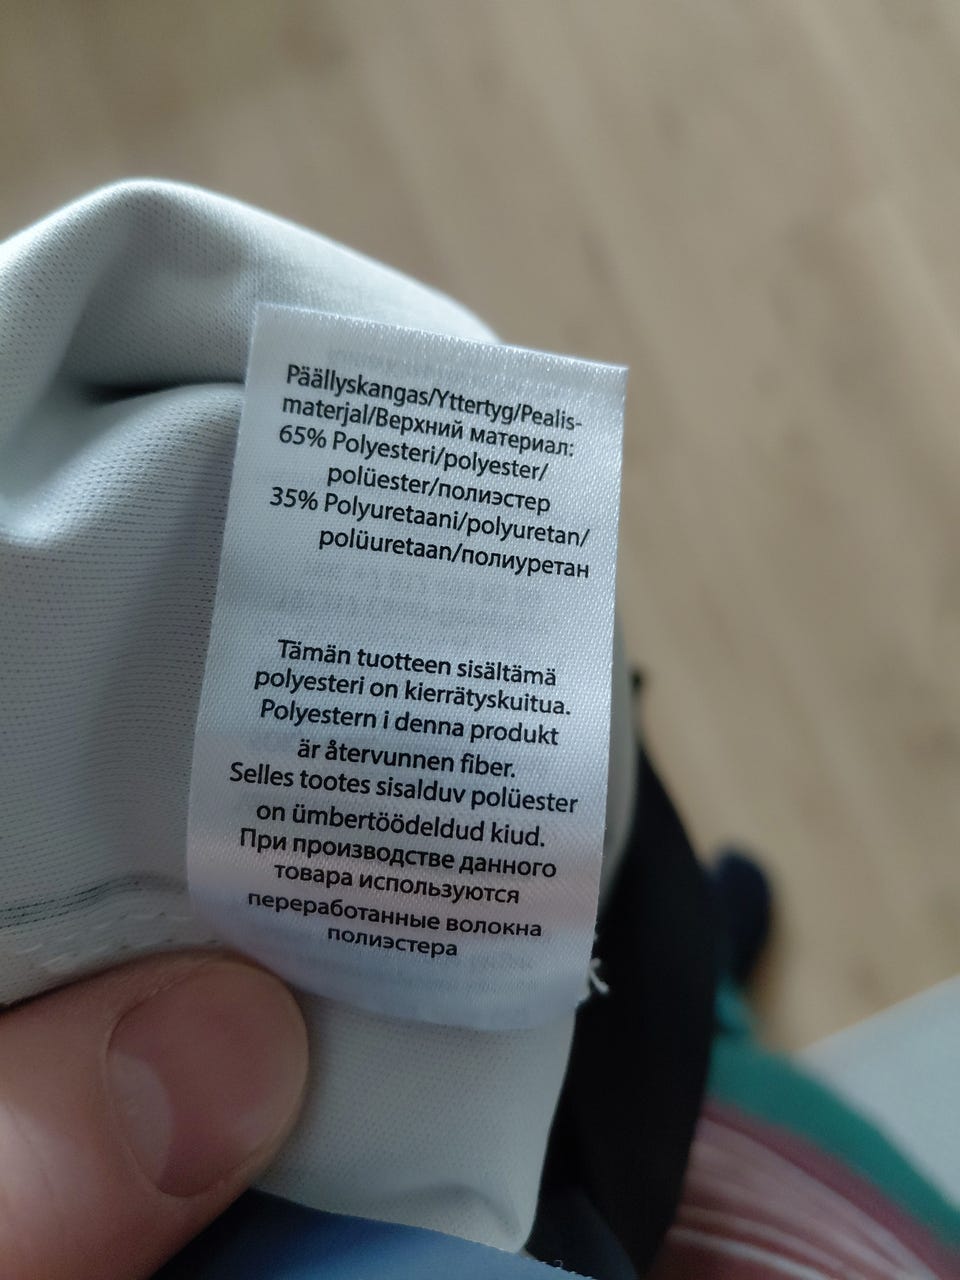 Päällyskangas/Yttertyg/Pealis-
materjal/Верхний материал:
65% Polyesteri/polyester/
polüester/полиэстер
35% Polyuretaani/polyuretan/
polüuretaan/полиуретан
Tämän tuotteen sisältämä
polyesteri on kierrätyskuitua.
Polyestern i denna produkt
är återvunnen fiber.
Selles tootes sisalduv polüester
on ümbertöödeldud kiud.
При производстве данного
товара используются
переработанные волокна
полиэстера